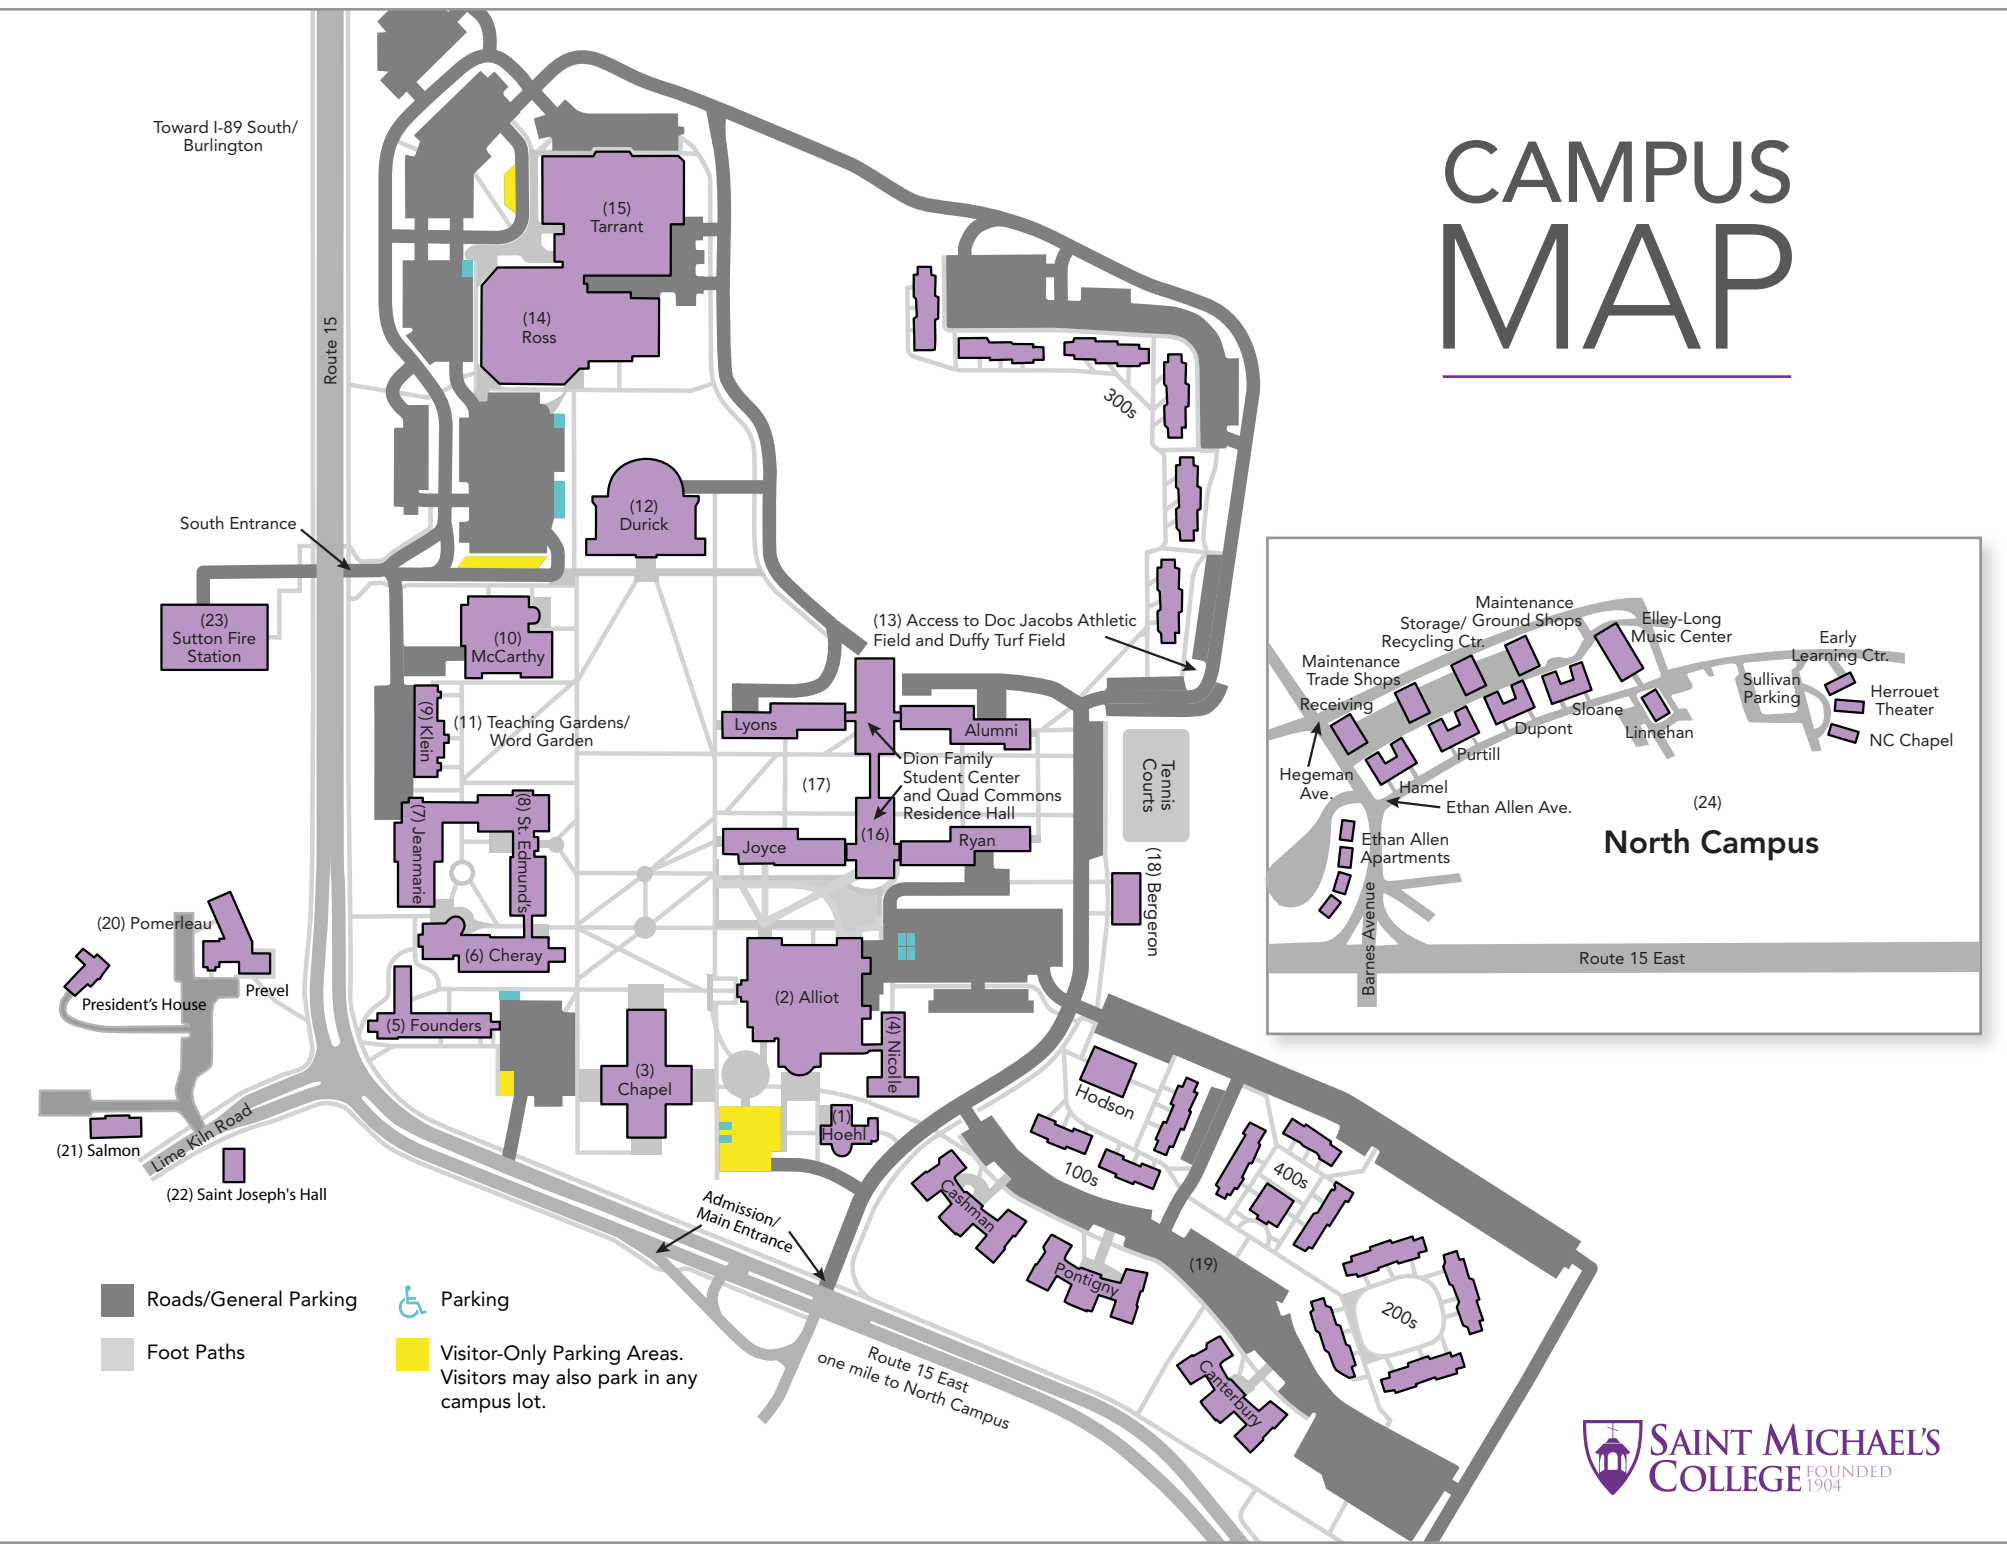 CAMPUS
MAP
Toward I-89 South/
Burlington
Route 15
(15)
Tarrant
(14)
Ross
300s
South Entrance
(12)
Durick
(23)
Sutton Fire
Station
(10)
McCarthy
(13) Access to Doc Jacobs Athletic
Field and Duffy Turf Field
(9) Klein
(11) Teaching Gardens/
Word Garden
Lyons
Alumni
Dion Family
Student Center
and Quad Commons
Residence Hall
(17)
(16)
Joyce
Ryan
Tennis
Courts
(18) Bergeron
(7) Jeanmarie
(8) St. Edmund's
(6) Cheray
(20) Pomerleau
Prevel
President's House
(5) Founders
(2) Alliot
(4) Nicolle
(3)
Chapel
(1)
Hoehl
(21) Salmon
Lime Kiln Road
(22) Saint Joseph's Hall
Admission/
Main Entrance
Hodson
100s
400s
Cashman
Pontigny
(19)
200s
Canterbury
Route 15 East
one mile to North Campus
Maintenance
Ground Shops
Storage/
Recycling Ctr.
Elley-Long
Music Center
Early
Learning Ctr.
Maintenance
Trade Shops
Receiving
Sullivan
Parking
Herrouet
Theater
NC Chapel
Sloane
Dupont
Linnehan
Purtill
Hamel
Hegeman
Ave.
Ethan Allen Ave.
Ethan Allen
Apartments
(24)
North Campus
Barnes Avenue
Route 15 East
Roads/General Parking
Parking
Foot Paths
Visitor-Only Parking Areas.
Visitors may also park in any
campus lot.
SAINT MICHAEL'S
COLLEGE
FOUNDED
1904